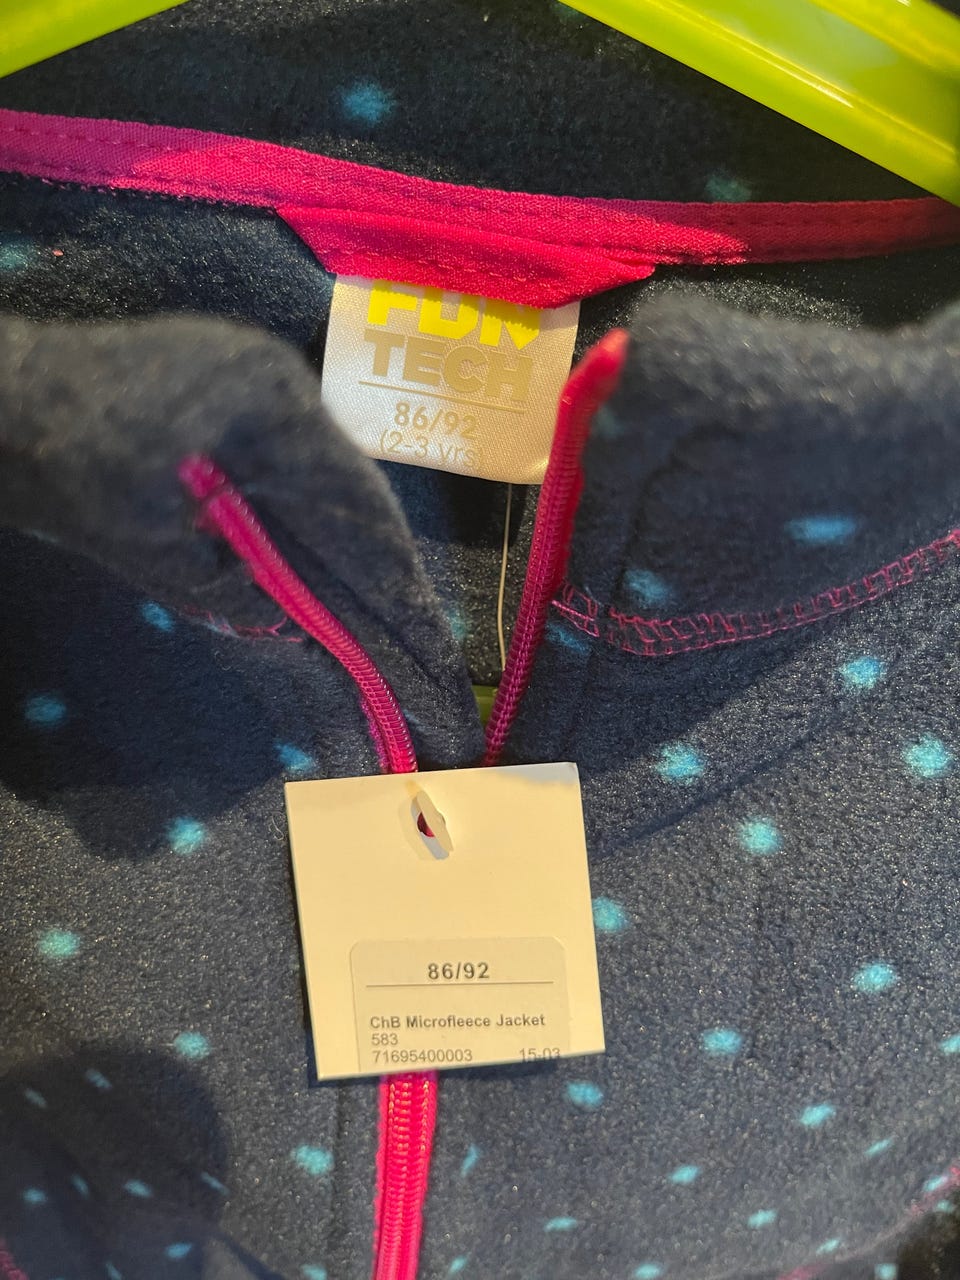 FDN
TECH
86/92
(2-3 yrs
86/92
ChB Microfleece Jacket
583
71695400003 15-03